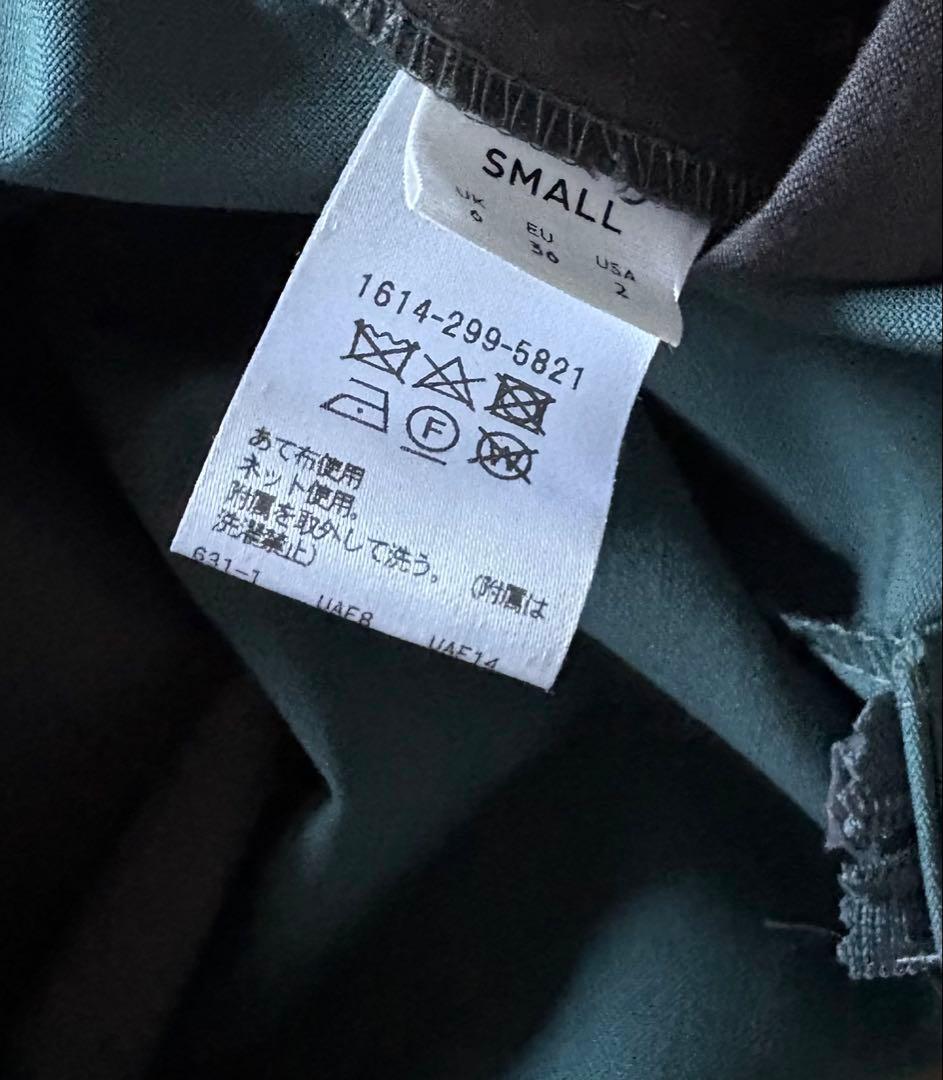 SMALL
UK EU USA
6 36 2
1614-299-5821
F
W
あて布使用
ネット使用。
附属を取外して洗う。 (附属は
洗濯禁止)
631-1 UAF8 UAF14